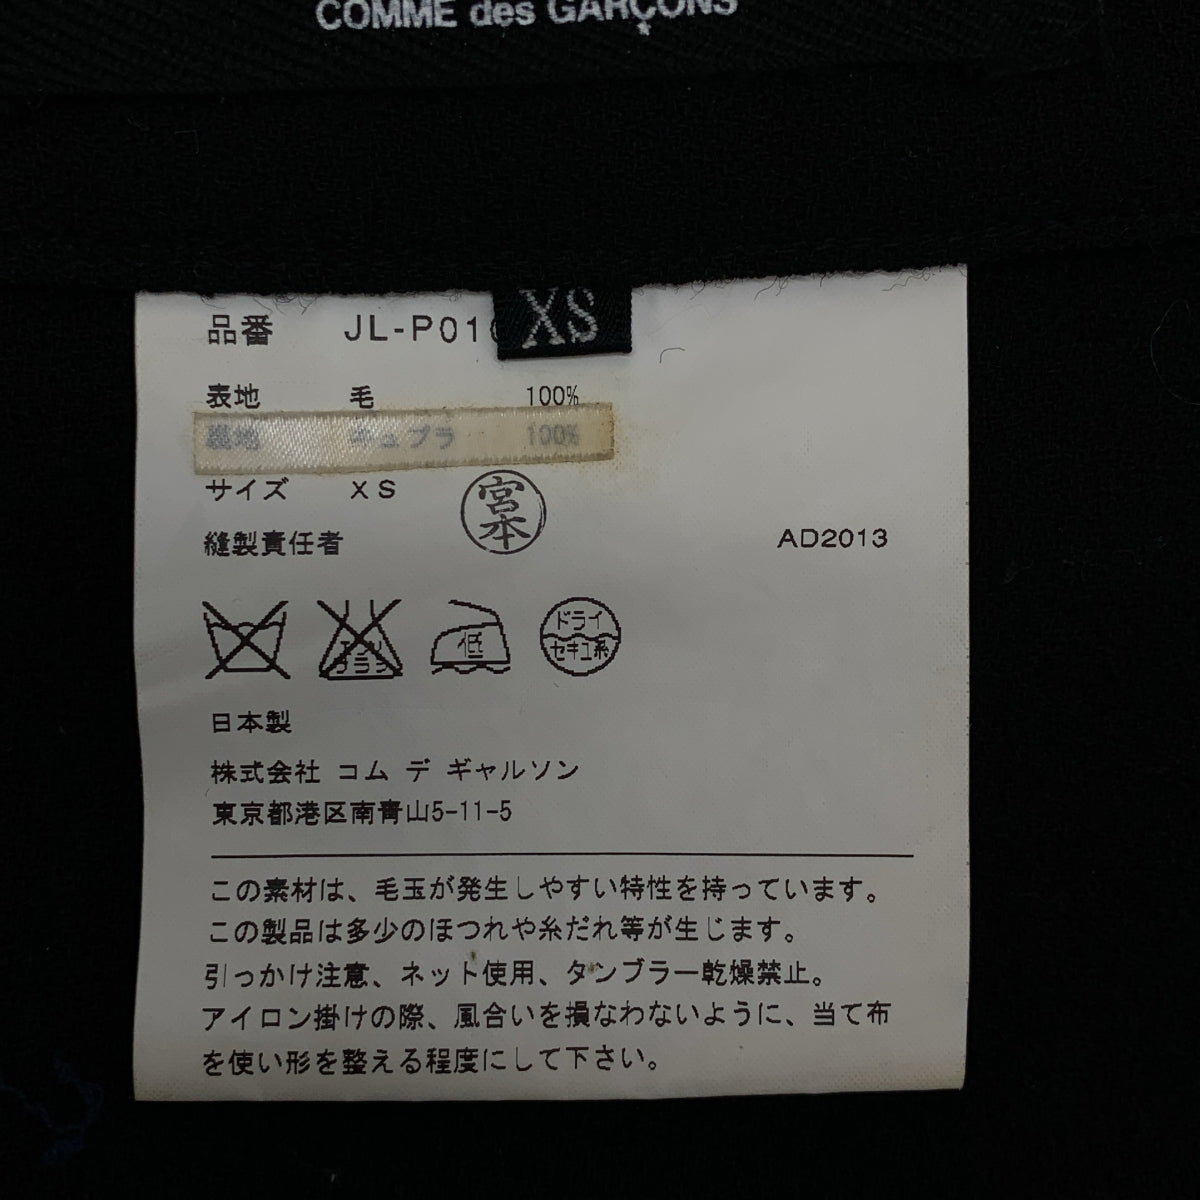 COMME des GARÇONS
XS
品番 JL-P01
表地 毛 100%
裏地 キュプラ 100%
サイズ XS
宮本
縫製責任者
AD2013
低
ドライ
セキユ系
日本製
株式会社 コム デ ギャルソン
東京都港区南青山5-11-5
この素材は、毛玉が発生しやすい特性を持っています。
この製品は多少のほつれや糸だれ等が生じます。
引っかけ注意、ネット使用、タンブラー乾燥禁止。
アイロン掛けの際、風合いを損なわないように、当て布
を使い形を整える程度にして下さい。